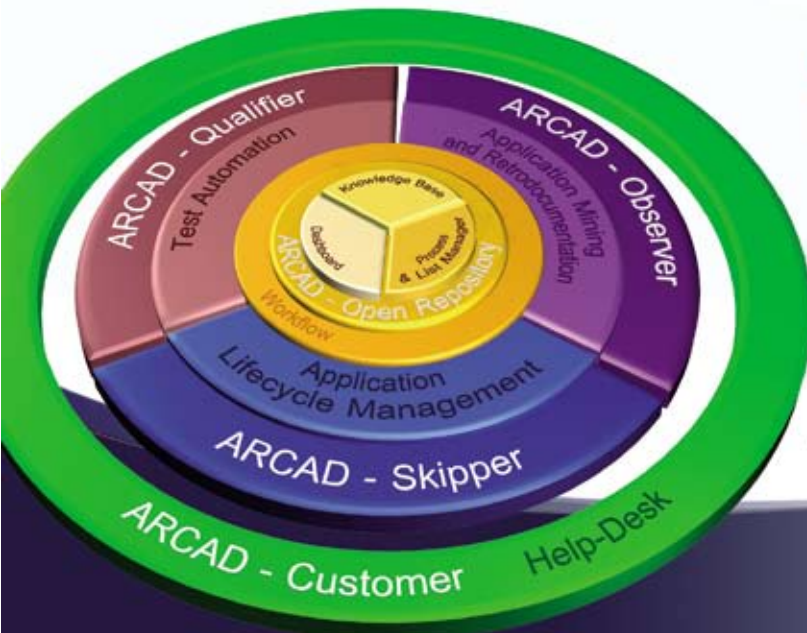 ARCAD - Qualifier
Test Automation
ARCAD - Observer
Application Mining
and Retrodocumentation
Knowledge Base
Dashboard
Process
& List Manager
ARCAD - Open Repository
Workflow
Application
Lifecycle Management
ARCAD - Skipper
ARCAD - Customer
Help-Desk